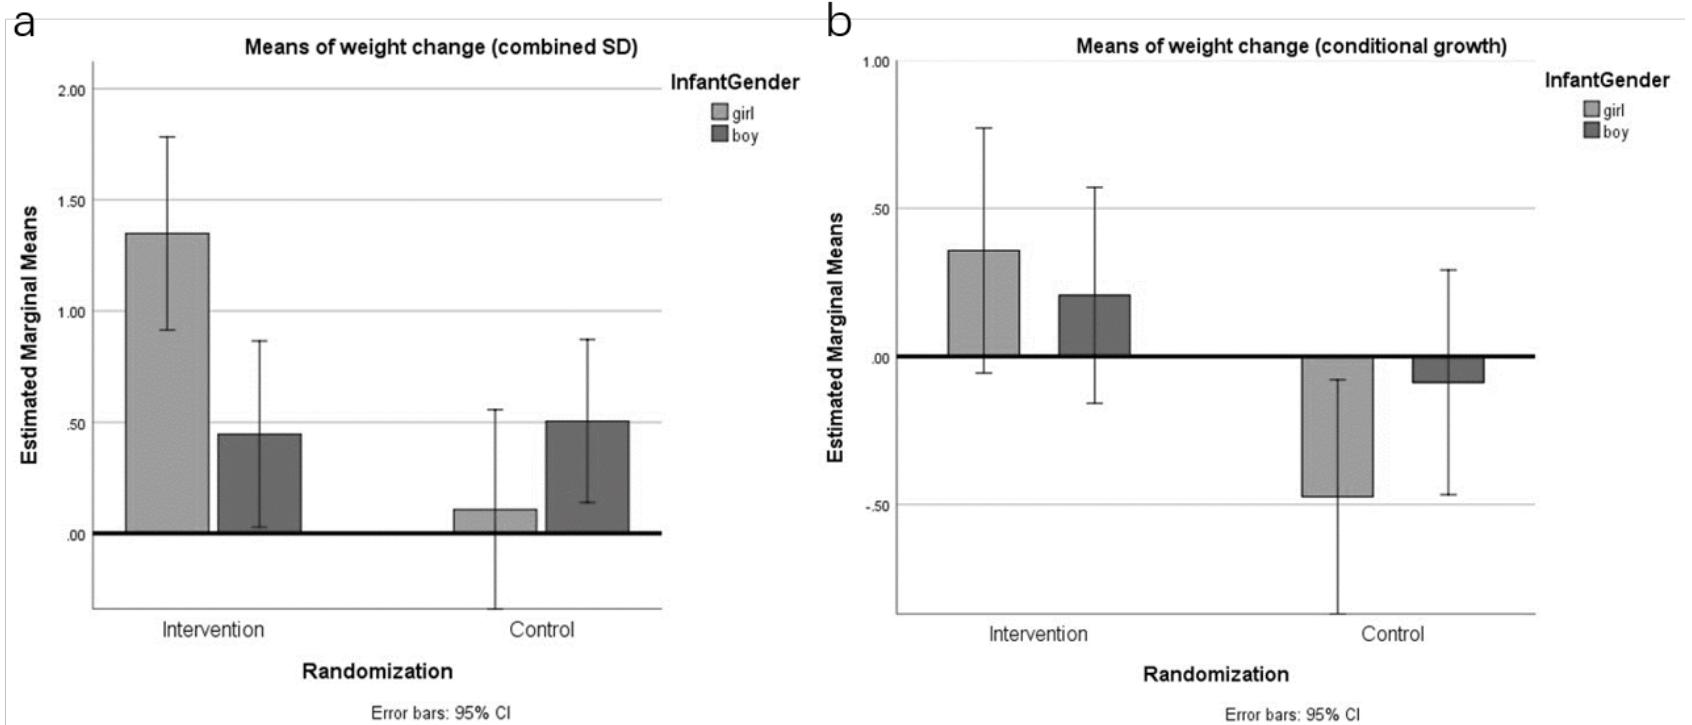 a
Means of weight change (combined SD)
InfantGender
girl
boy
Estimated Marginal Means
2.00
1.50
1.00
.50
.00
Intervention
Control
Randomization
Error bars: 95% CI
b
Means of weight change (conditional growth)
InfantGender
girl
boy
Estimated Marginal Means
1.00
.50
.00
-.50
Intervention
Control
Randomization
Error bars: 95% CI